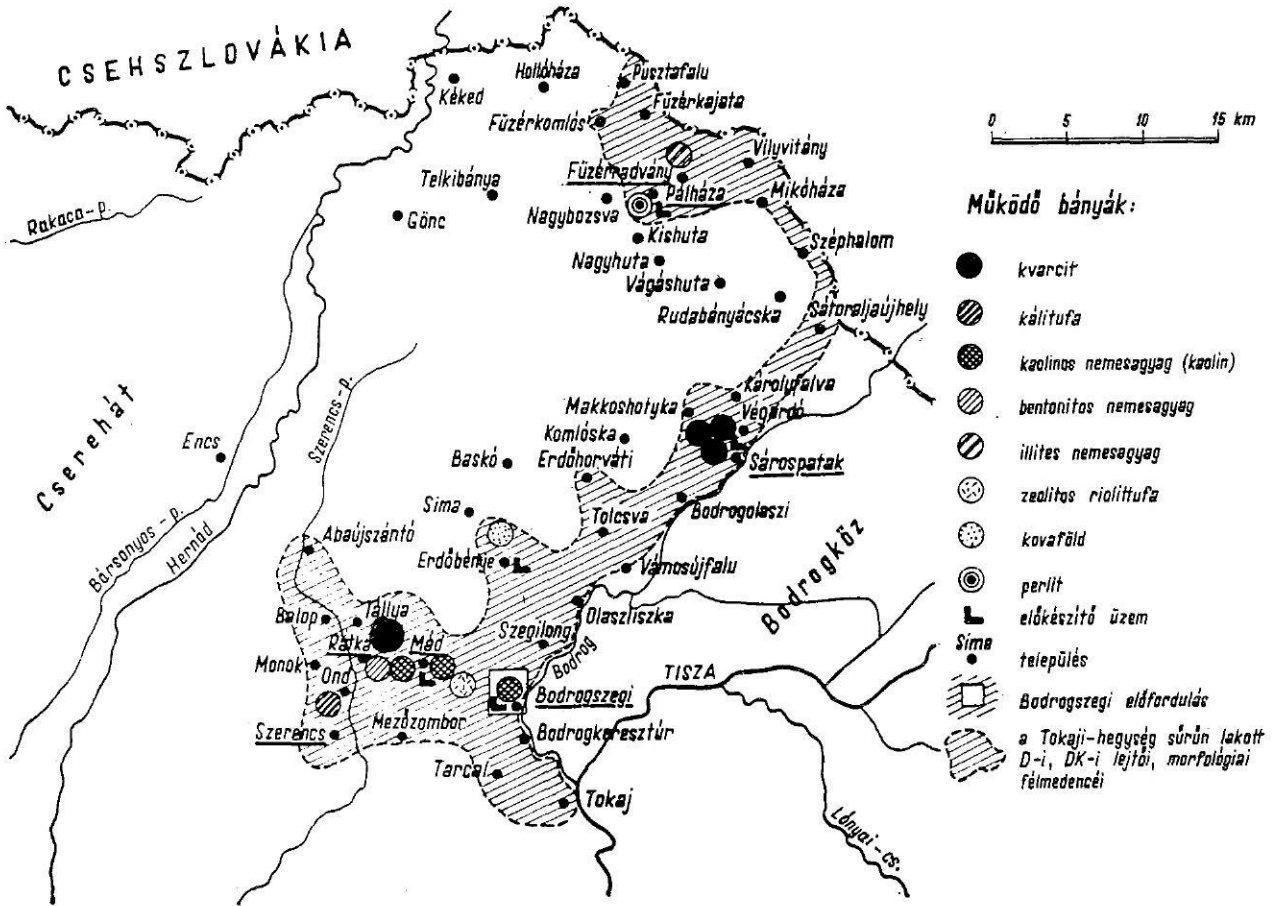 CSEHSZLOVÁKIA
Kéked
Hollóháza
Pusztafalu
Füzérkajata
Füzérkomlós
Vilyvitány
Füzérradvány
Pálháza
Mikóháza
Telkibánya
Gönc
Nagybozsva
Kishuta
Nagyhuta
Vágáshuta
Rudabányácska
Széphalom
Sátoraljaújhely
Rakaca-p.
Károlyfalva
Makkoshotyka
Végardó
Komlóska
Baskó
Erdőhorváti
Sárospatak
Encs
Cserehát
Szerencs-p.
Sima
Tolcsva
Bodrogolaszi
Abaújszántó
Erdőbénye
Vámosújfalu
Bársonyos-p.
Hernád
Olaszliszka
Bodrogköz
Tállya
Szegilong
Bodrog
Rátka
Mád
Monok
Ond
TISZA
Bodrogszegi
Szerencs
Mezőzombor
Bodrogkeresztúr
Tarcal
Tokaj
Lónyai-cs.
0 5 10 15 km
Működő bányák:
kvarcit
kálitufa
kaolinos nemesagyag (kaolin)
bentonitos nemesagyag
illites nemesagyag
zeolitos riolittufa
kovaföld
perlit
előkészítő üzem
Sima
település
Bodrogszegi előfordulás
a Tokaji-hegység sűrűn lakott
D-i, DK-i lejtői, morfológiai
félmedencéi